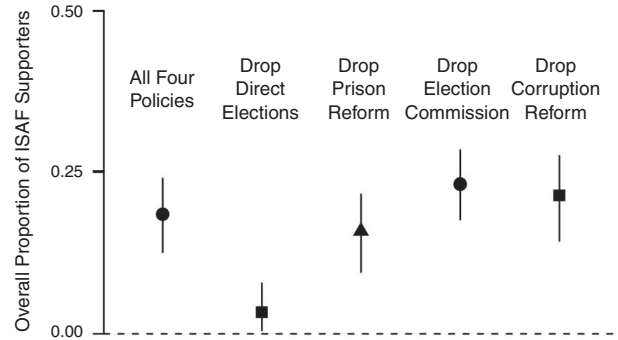 Overall Proportion of ISAF Supporters
0.50
0.25
0.00
All Four
Policies
Drop
Direct
Elections
Drop
Prison
Reform
Drop
Election
Commission
Drop
Corruption
Reform